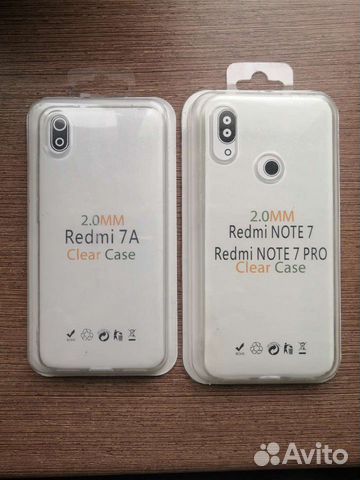 2.0MM
Redmi 7A
Clear Case
2.0MM
Redmi NOTE 7
Redmi NOTE 7 PRO
Clear Case
Avito